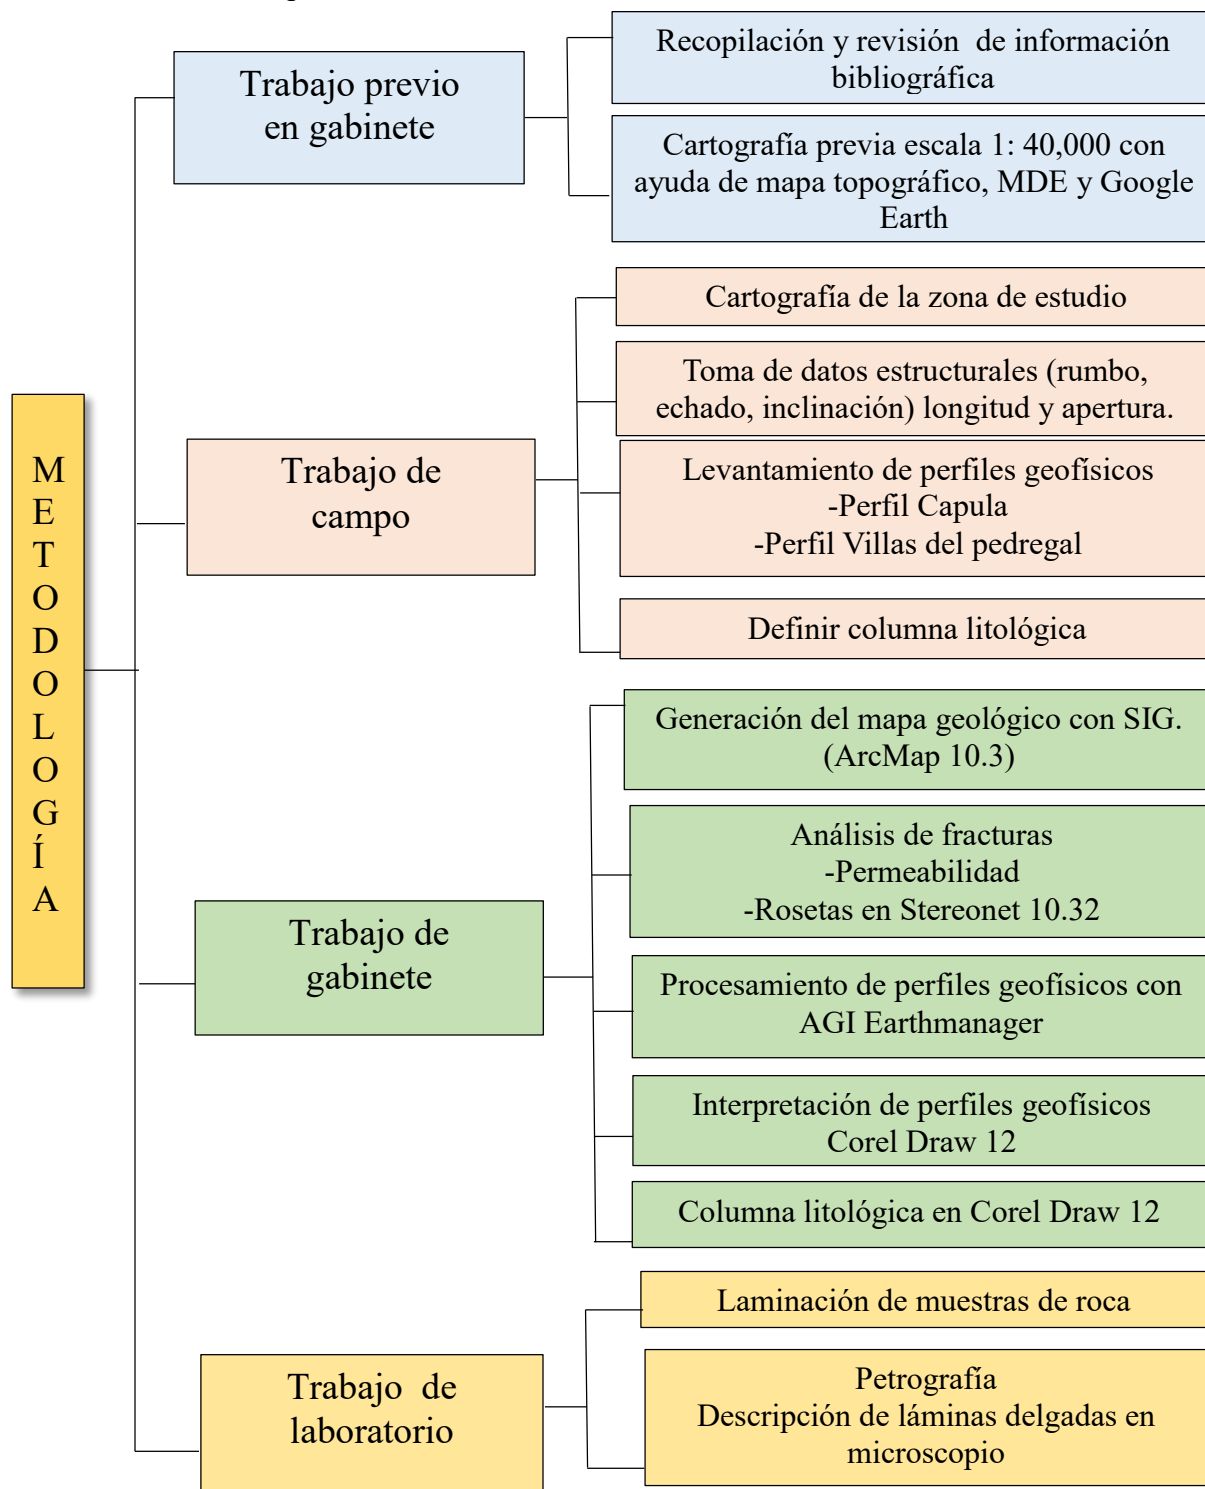 METODOLOGÍA
Trabajo previo
en gabinete
Recopilación y revisión de información
bibliográfica
Cartografía previa escala 1: 40,000 con
ayuda de mapa topográfico, MDE y Google
Earth
Trabajo de
campo
Cartografía de la zona de estudio
Toma de datos estructurales (rumbo,
echado, inclinación) longitud y apertura.
Levantamiento de perfiles geofísicos
-Perfil Capula
-Perfil Villas del pedregal
Definir columna litológica
Trabajo de
gabinete
Generación del mapa geológico con SIG.
(ArcMap 10.3)
Análisis de fracturas
-Permeabilidad
-Rosetas en Stereonet 10.32
Procesamiento de perfiles geofísicos con
AGI Earthmanager
Interpretación de perfiles geofísicos
Corel Draw 12
Columna litológica en Corel Draw 12
Trabajo de
laboratorio
Laminación de muestras de roca
Petrografía
Descripción de láminas delgadas en
microscopio